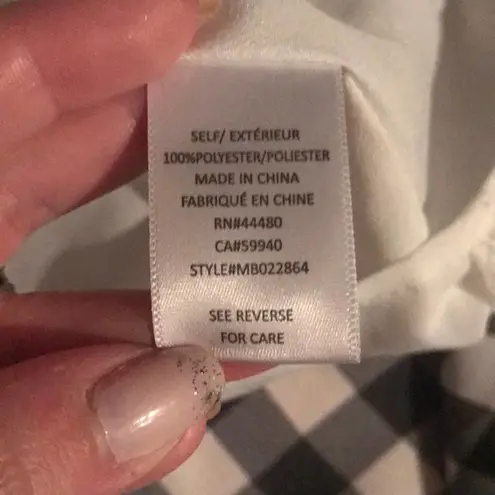 SELF/ EXTÉRIEUR
100%POLYESTER/POLIESTER
MADE IN CHINA
FABRIQUÉ EN CHINE
RN#44480
CA#59940
STYLE#MB022864
SEE REVERSE
FOR CARE